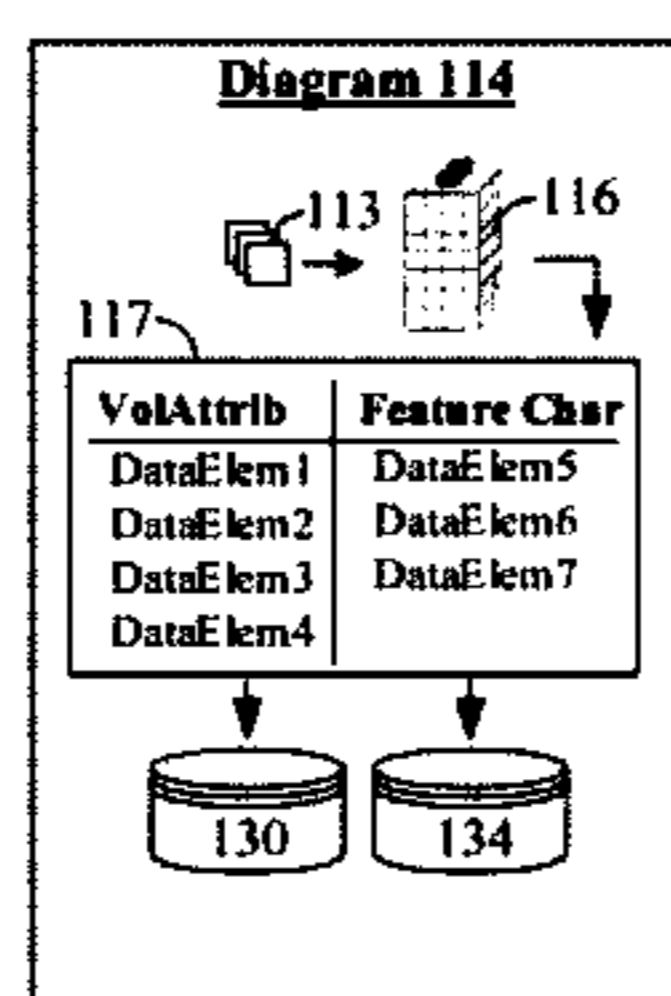 Diagram 114
113
116
117
VolAttrib Feature Char
DataElem1 DataElem5
DataElem2 DataElem6
DataElem3 DataElem7
DataElem4
130 134